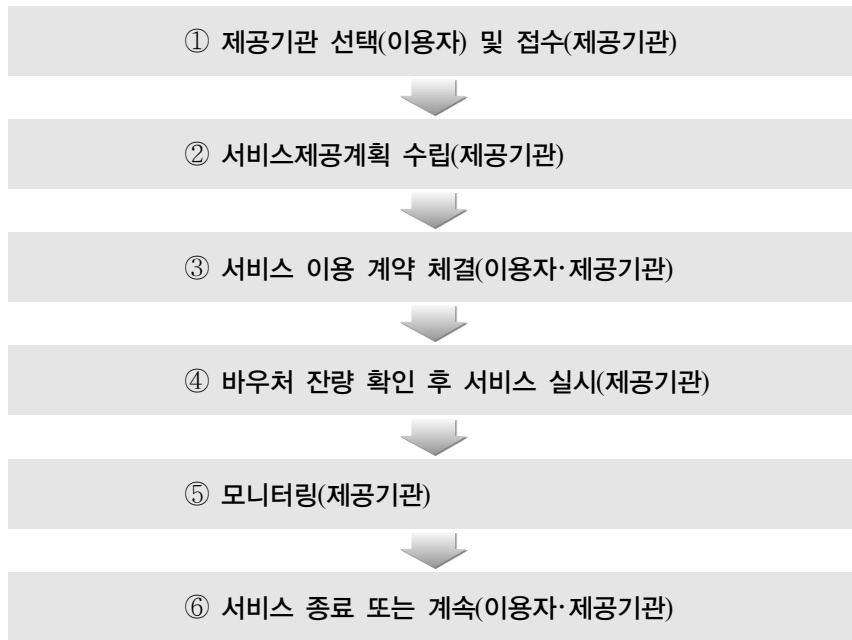 ① 제공기관 선택(이용자) 및 접수(제공기관)
② 서비스제공계획 수립(제공기관)
③ 서비스 이용 계약 체결(이용자·제공기관)
④ 바우처 잔량 확인 후 서비스 실시(제공기관)
⑤ 모니터링(제공기관)
⑥ 서비스 종료 또는 계속(이용자·제공기관)